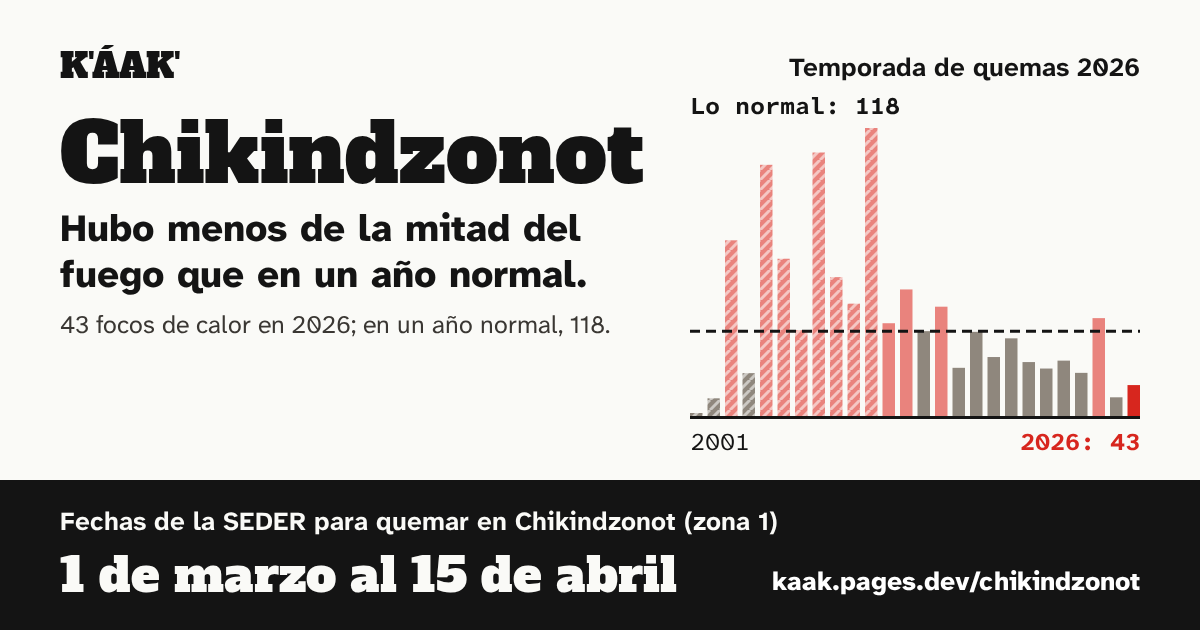 K'ÁAK'
Chikindzonot
Hubo menos de la mitad del
fuego que en un año normal.
43 focos de calor en 2026; en un año normal, 118.
Temporada de quemas 2026
Lo normal: 118
2001
2026: 43
Fechas de la SEDER para quemar en Chikindzonot (zona 1)
1 de marzo al 15 de abril
kaak.pages.dev/chikindzonot